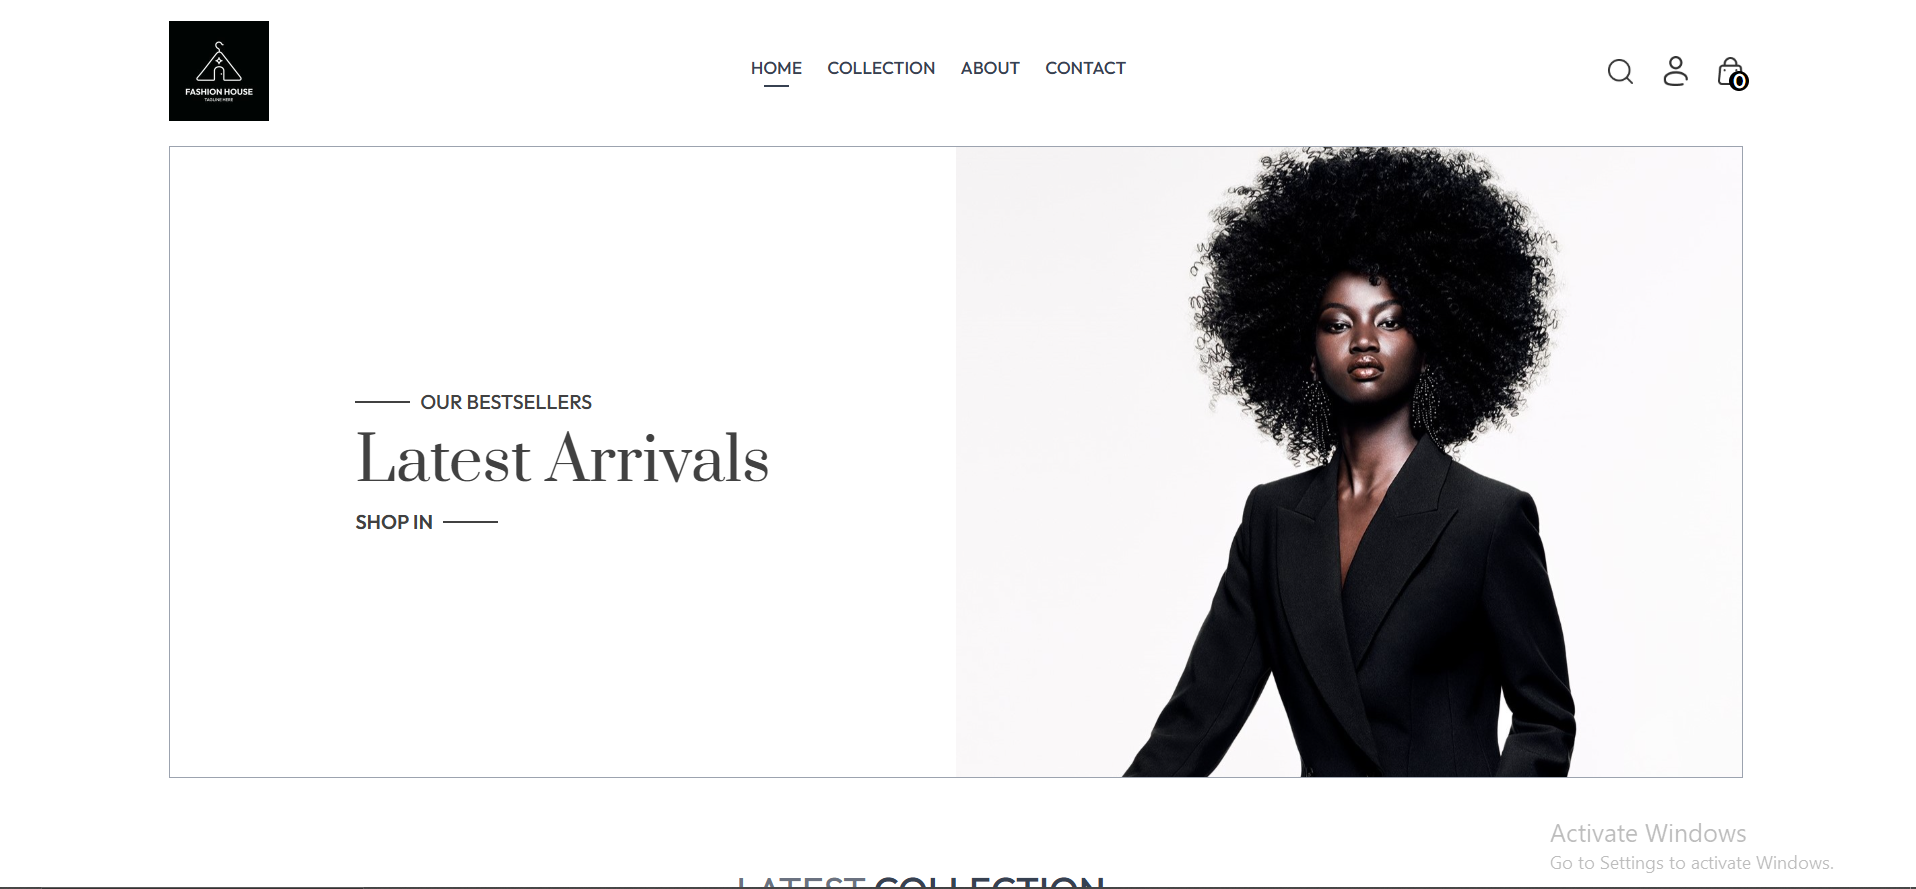 FASHION HOUSE
TAGLINE HERE
HOME COLLECTION ABOUT CONTACT
0
OUR BESTSELLERS
Latest Arrivals
SHOP IN
Activate Windows
Go to Settings to activate Windows.
LATEST COLLECTION